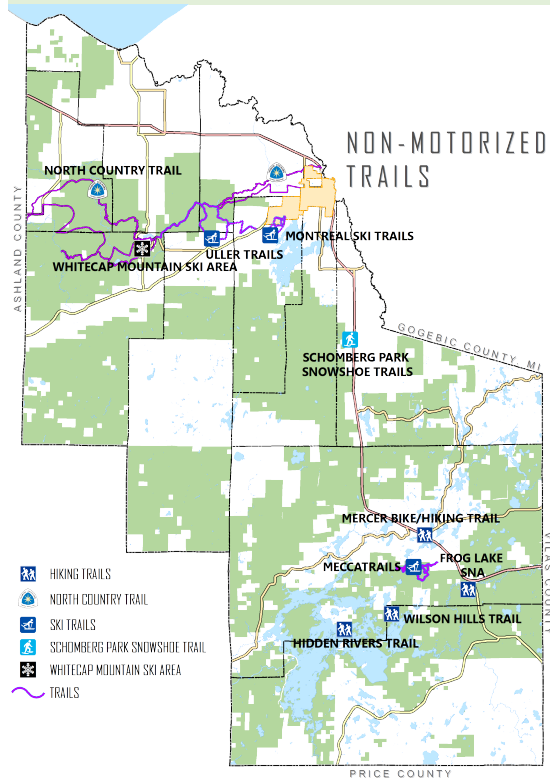 NON-MOTORIZED
TRAILS
NORTH COUNTRY TRAIL
ASHLAND COUNTY
MONTREAL SKI TRAILS
ULLER TRAILS
WHITECAP MOUNTAIN SKI AREA
GOGEBIC COUNTY, MI
SCHOMBERG PARK
SNOWSHOE TRAILS
MERCER BIKE/HIKING TRAIL
VILAS COUNTY
MECCATRAILS
FROG LAKE
SNA
WILSON HILLS TRAIL
HIDDEN RIVERS TRAIL
HIKING TRAILS
NORTH COUNTRY TRAIL
SKI TRAILS
SCHOMBERG PARK SNOWSHOE TRAIL
WHITECAP MOUNTAIN SKI AREA
TRAILS
PRICE COUNTY